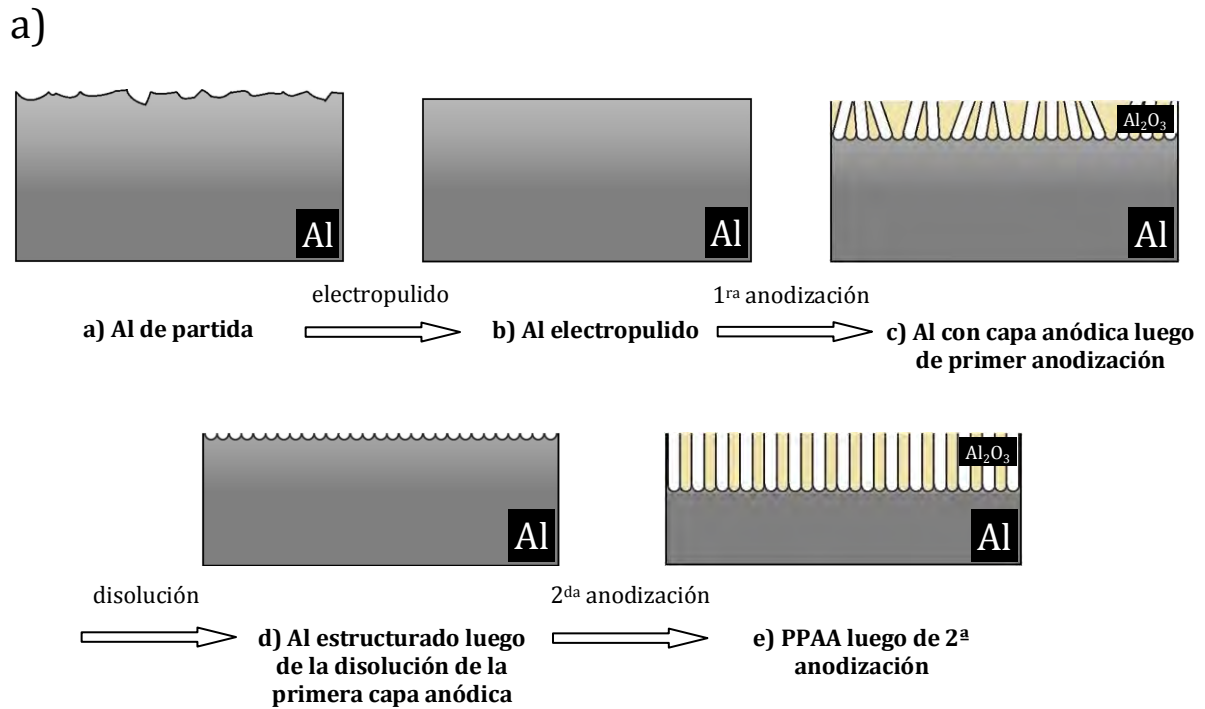 a)
Al
Al
Al₂O₃
Al
electropulido
1ra anodización
a) Al de partida
b) Al electropulido
c) Al con capa anódica luego
de primer anodización
Al
Al₂O₃
Al
disolución
2da anodización
d) Al estructurado luego
de la disolución de la
primera capa anódica
e) PPAA luego de 2ª
anodización